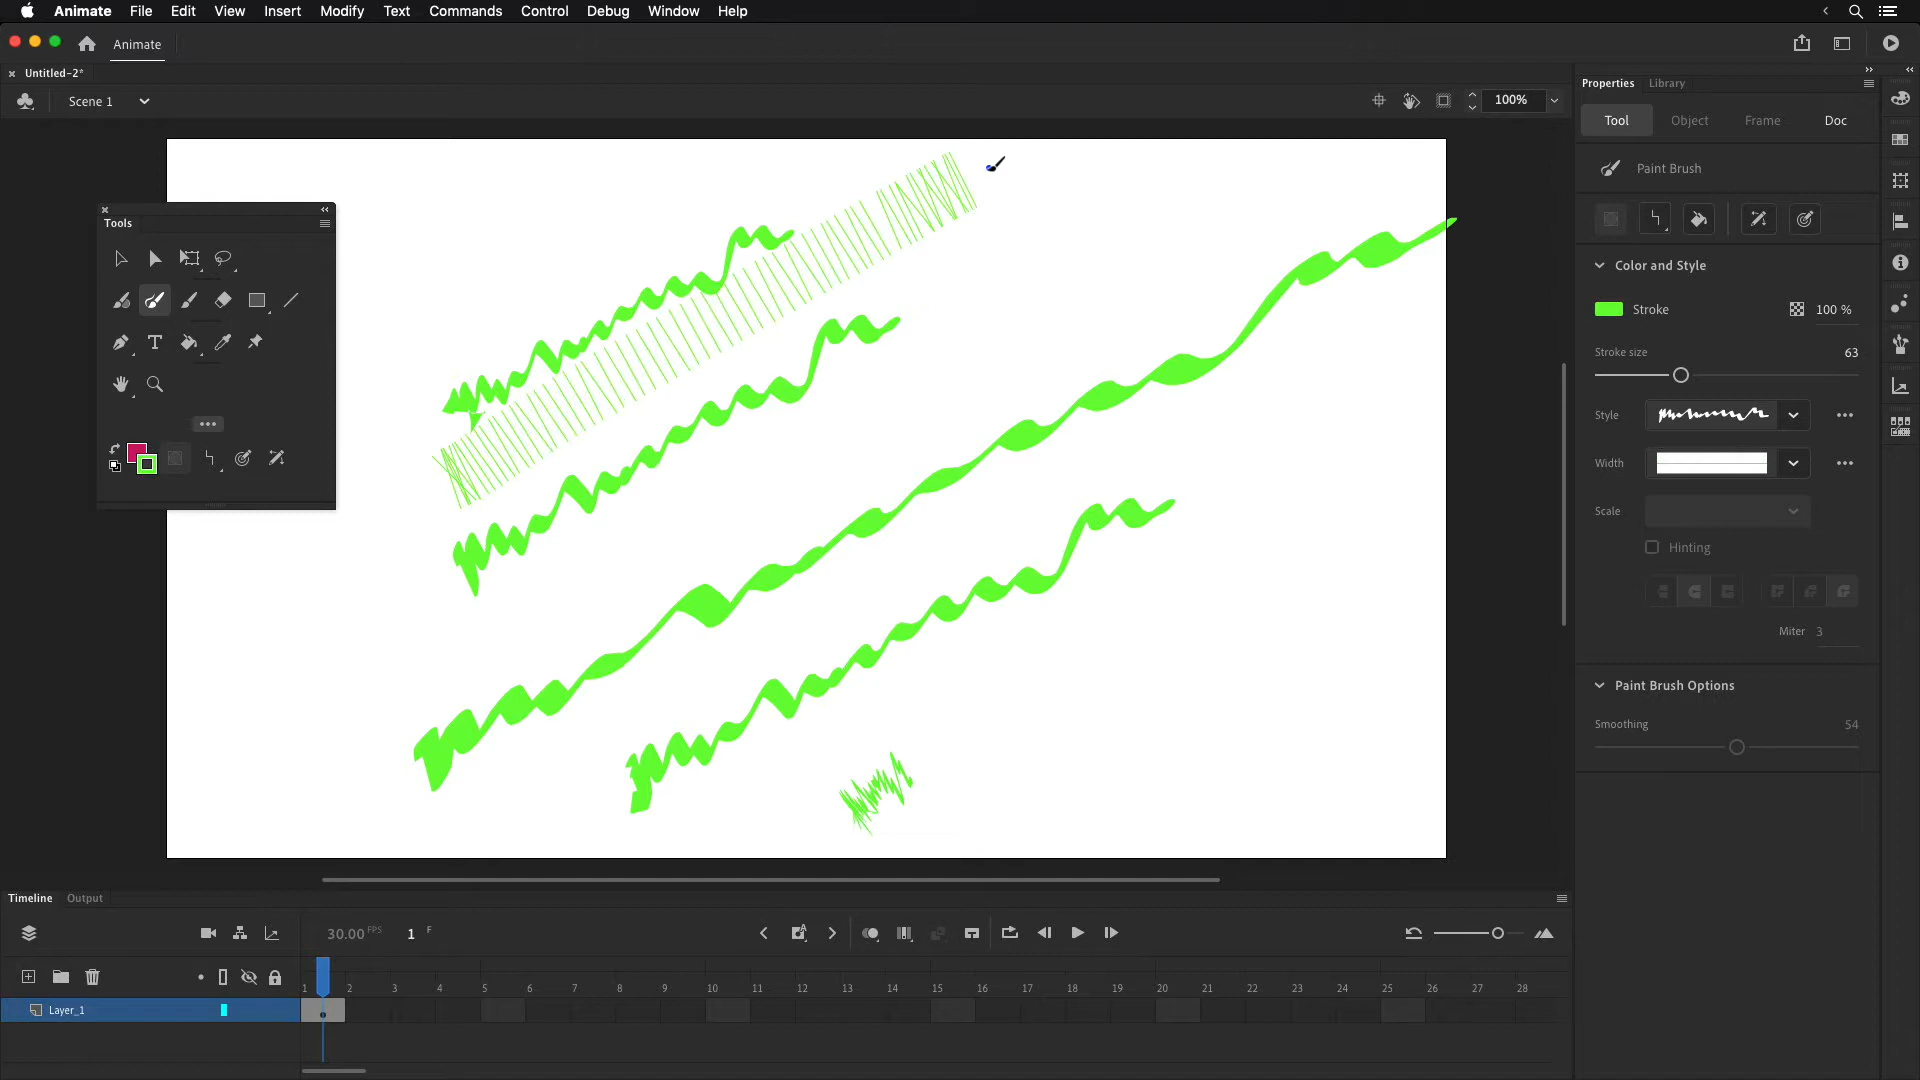 Animate File Edit View Insert Modify Text Commands Control Debug Window Help
Animate
Untitled-2*
Properties Library
Scene 1
100%
Tool Object Frame Doc
Paint Brush
Tools
Color and Style
Stroke 100 %
Stroke size 63
Style
Width
Scale
Hinting
Miter 3
Paint Brush Options
Smoothing 54
Timeline Output
30.00 FPS 1 F
1 2 3 4 5 6 7 8 9 10 11 12 13 14 15 16 17 18 19 20 21 22 23 24 25 26 27 28
Layer_1